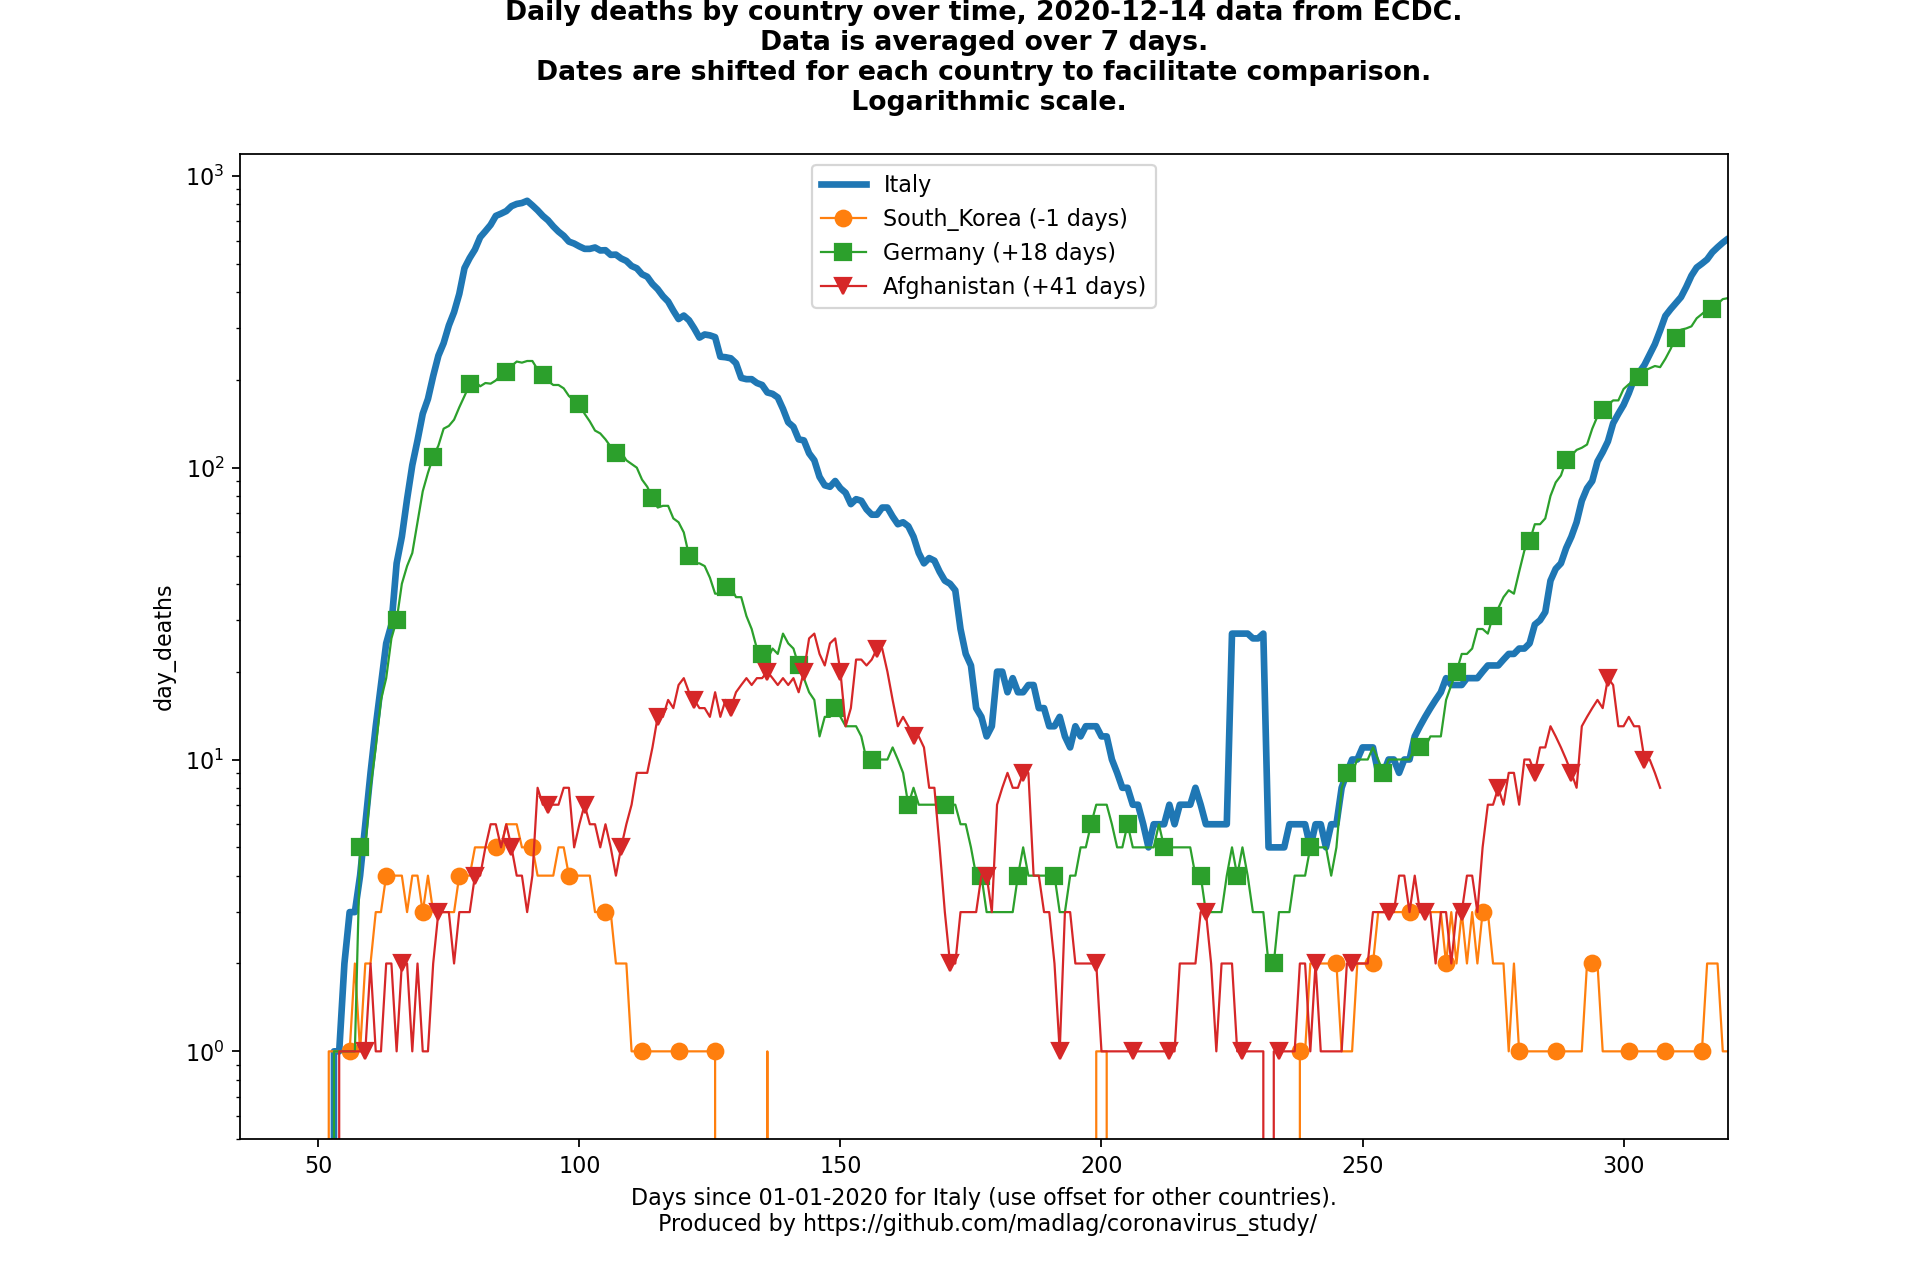 Daily deaths by country over time, 2020-12-14 data from ECDC.
Data is averaged over 7 days.
Dates are shifted for each country to facilitate comparison.
Logarithmic scale.
Italy
South_Korea (-1 days)
Germany (+18 days)
Afghanistan (+41 days)
day_deaths
10³
10²
10¹
10⁰
50 100 150 200 250 300
Days since 01-01-2020 for Italy (use offset for other countries).
Produced by https://github.com/madlag/coronavirus_study/